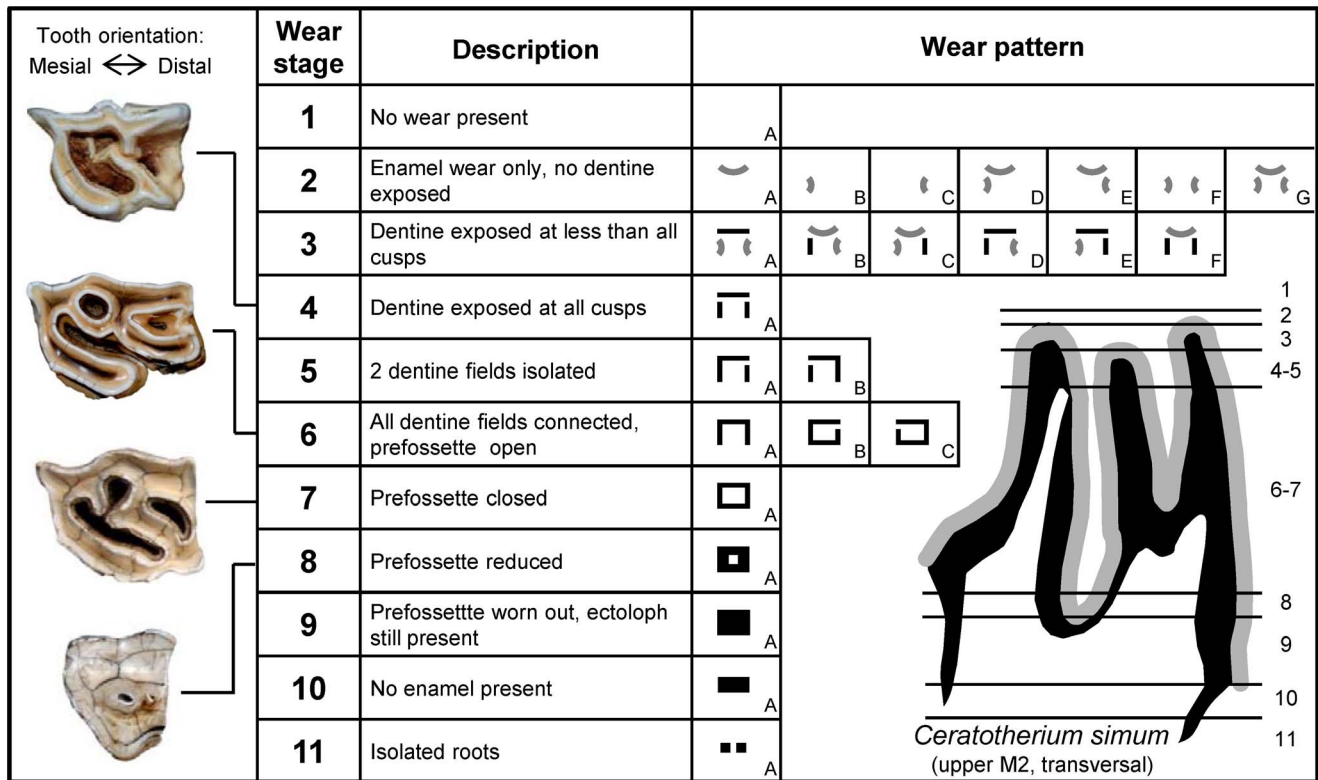 Tooth orientation:
Mesial Distal
Wear stage
Description
Wear pattern
1
No wear present
A
2
Enamel wear only, no dentine
exposed
A B C D E F G
3
Dentine exposed at less than all
cusps
A B C D E F
4
Dentine exposed at all cusps
A
5
2 dentine fields isolated
A B
6
All dentine fields connected,
prefossette open
A B C
7
Prefossette closed
A
8
Prefossette reduced
A
9
Prefossettte worn out, ectoloph
still present
A
10
No enamel present
A
11
Isolated roots
A
1
2
3
4-5
6-7
8
9
10
11
Ceratotherium simum
(upper M2, transversal)